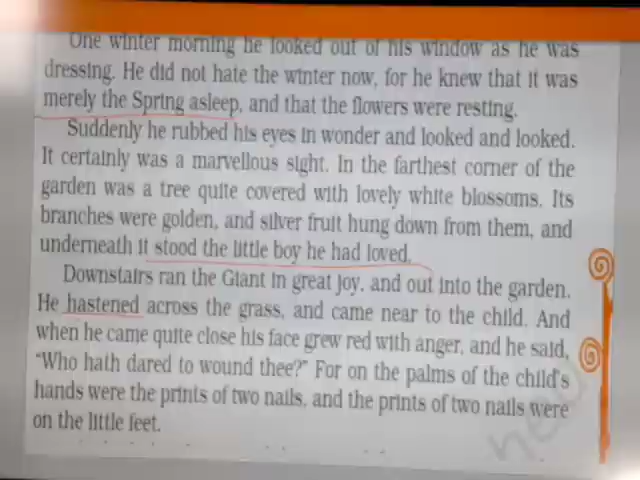 One winter morning he looked out of his window as he was
dressing. He did not hate the winter now, for he knew that it was
merely the Spring asleep, and that the flowers were resting.
Suddenly he rubbed his eyes in wonder and looked and looked.
It certainly was a marvellous sight. In the farthest corner of the
garden was a tree quite covered with lovely white blossoms. Its
branches were golden, and silver fruit hung down from them, and
underneath it stood the little boy he had loved.
Downstairs ran the Giant in great joy, and out into the garden.
He hastened across the grass, and came near to the child. And
when he came quite close his face grew red with anger, and he said,
“Who hath dared to wound thee?” For on the palms of the child's
hands were the prints of two nails, and the prints of two nails were
on the little feet.